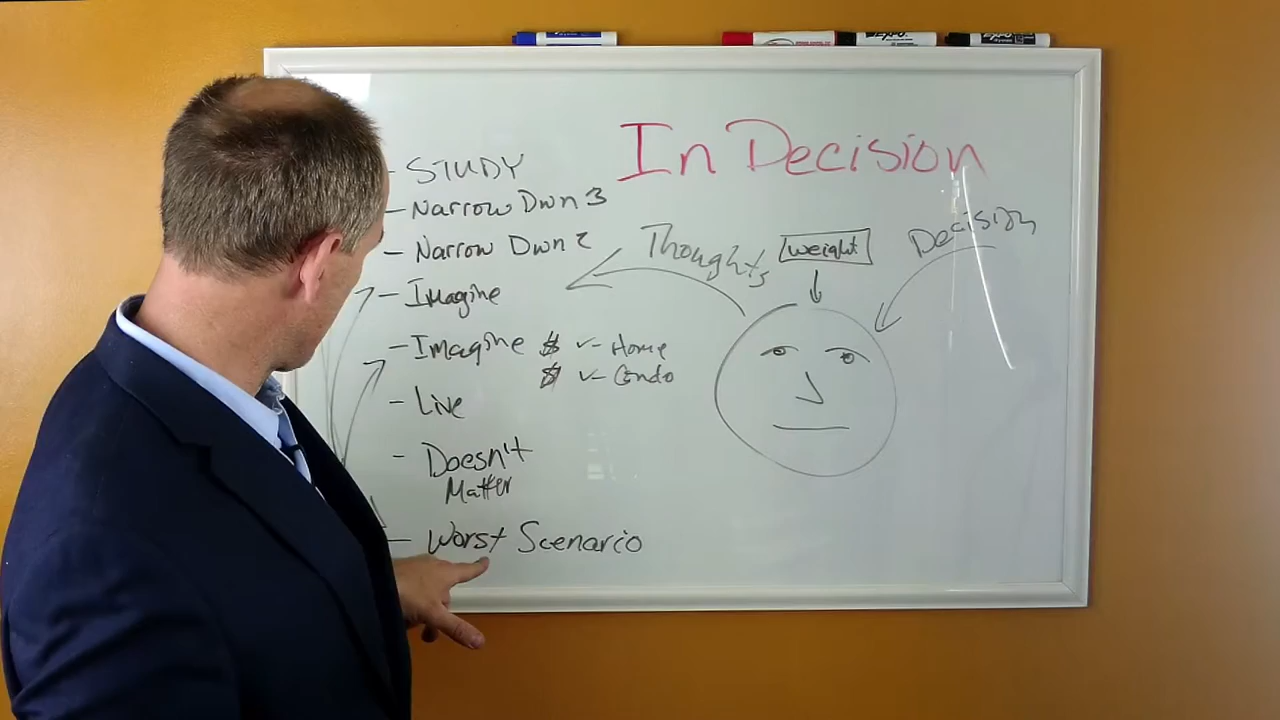 In Decision
- STUDY
- Narrow Dwn 3
- Narrow Dwn 2
- Imagine
- Imagine $ ✓- Home
$ ✓- Condo
- Live
- Doesn't
Matter
- Worst Scenario
Thoughts
weight
Decision
EXPO